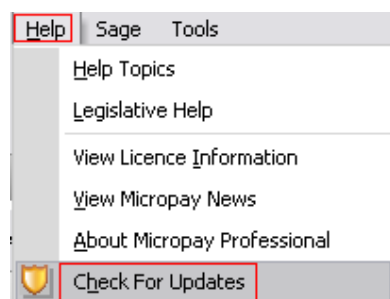 Help Sage Tools
Help Topics
Legislative Help
View Licence Information
View Micropay News
About Micropay Professional
Check For Updates